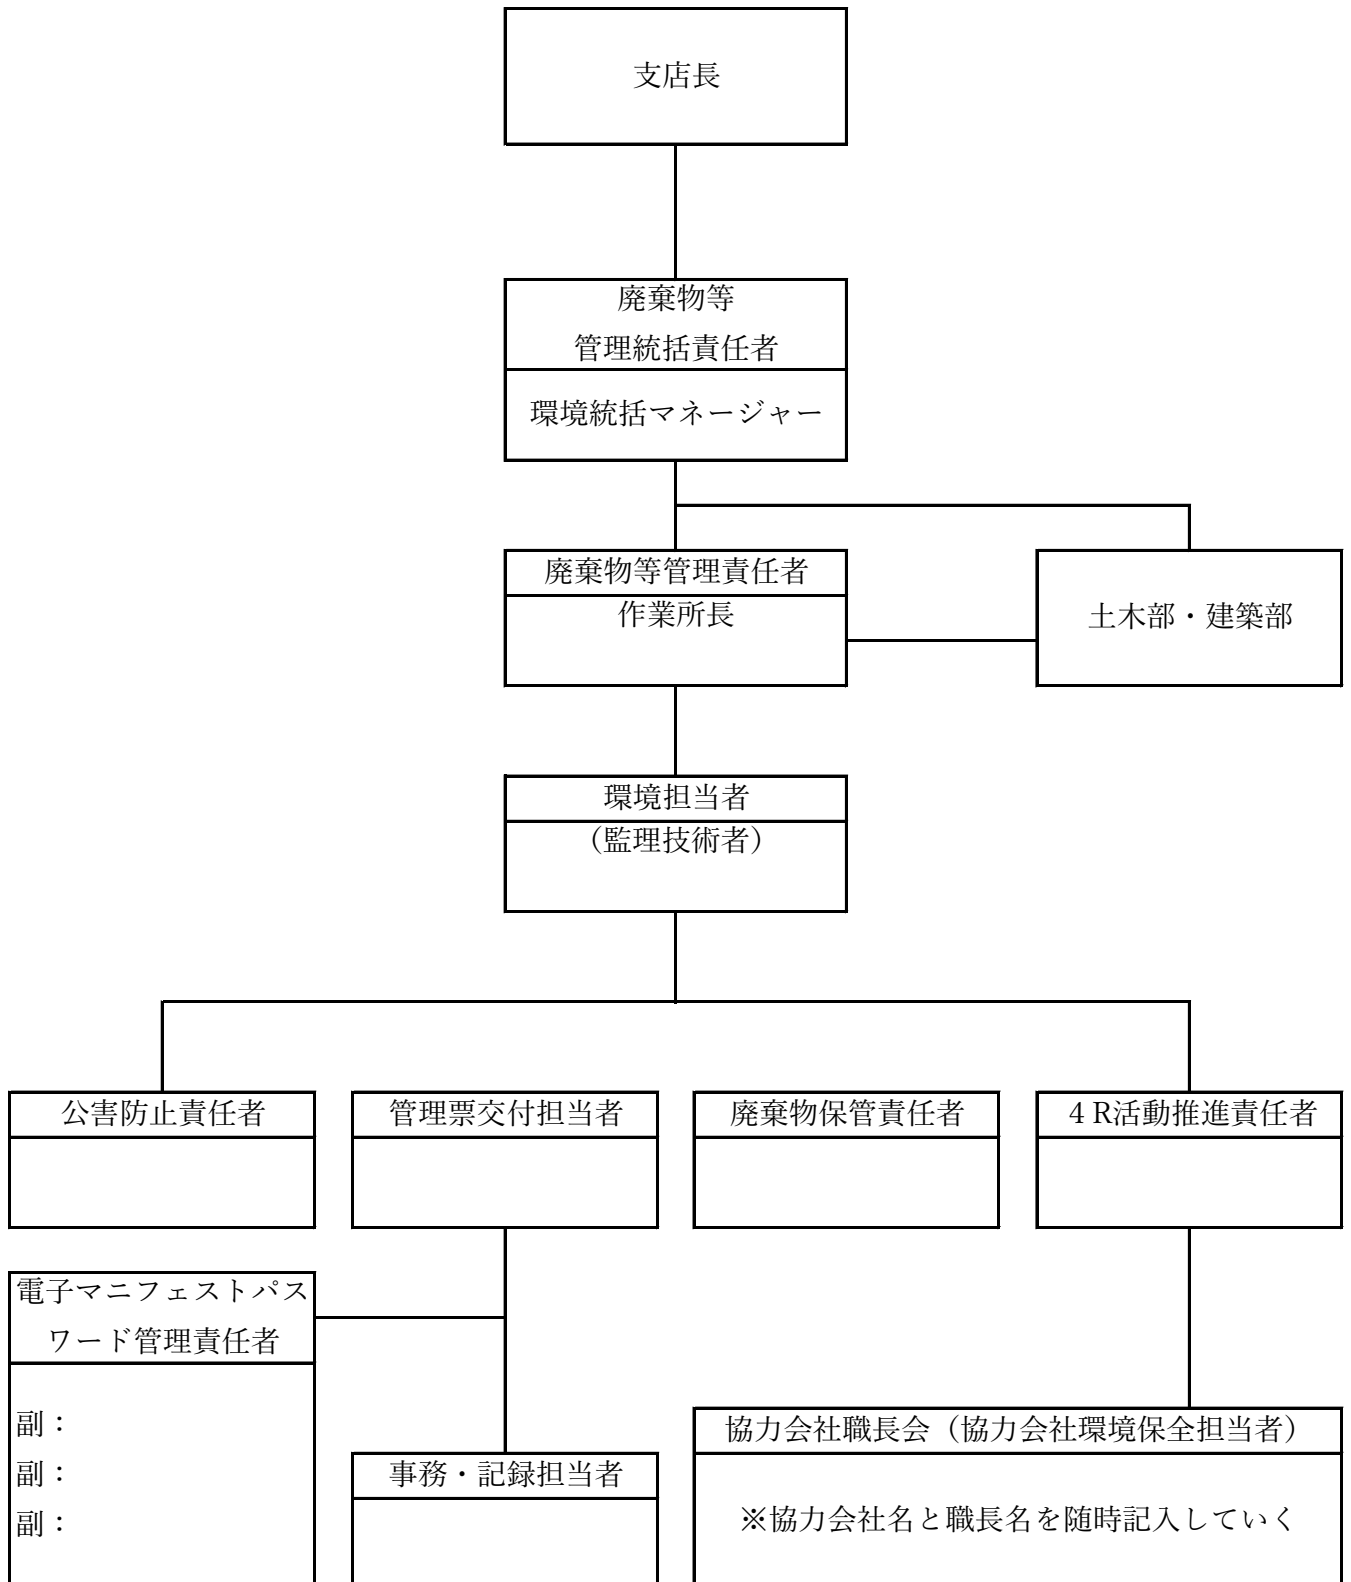 支店長
廃棄物等
管理統括責任者
環境統括マネージャー
廃棄物等管理責任者
作業所長
土木部・建築部
環境担当者
（監理技術者）
公害防止責任者
管理票交付担当者
廃棄物保管責任者
４R活動推進責任者
電子マニフェストパス
ワード管理責任者
副：
副：
副：
事務・記録担当者
協力会社職長会（協力会社環境保全担当者）
※協力会社名と職長名を随時記入していく